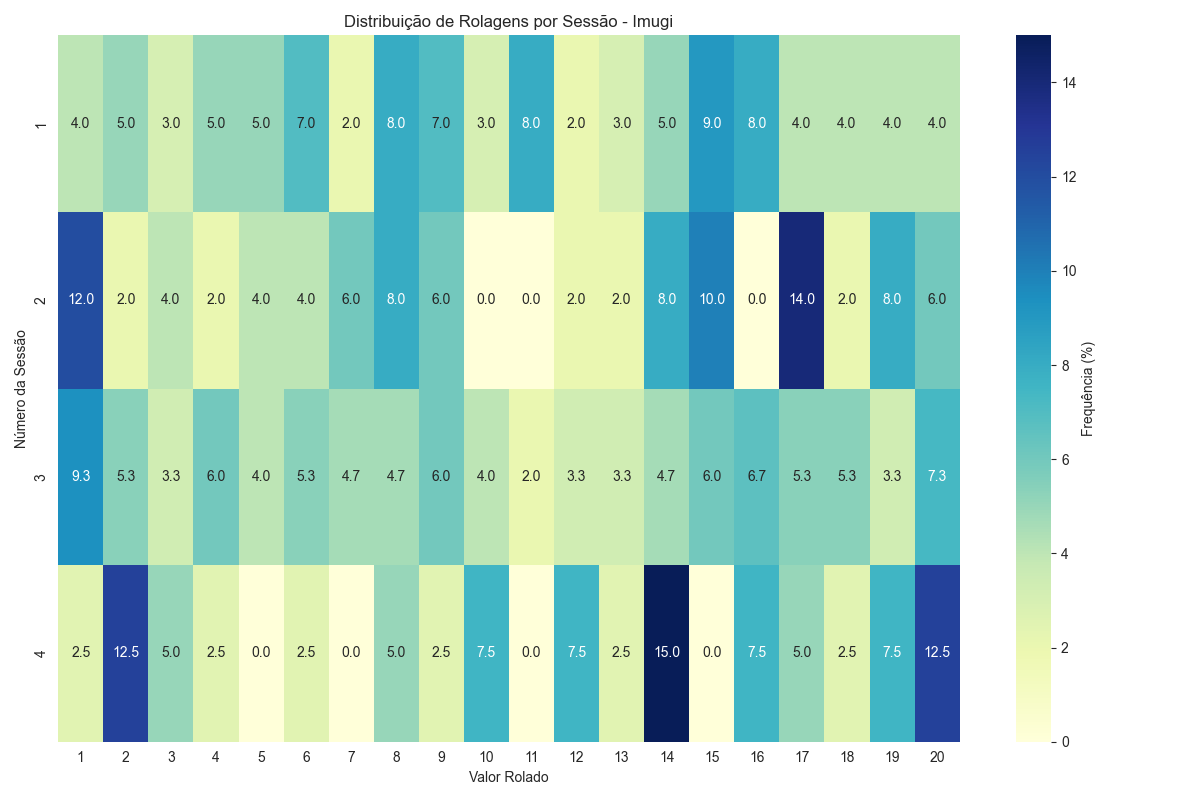 Distribuição de Rolagens por Sessão - Imugi
1 4.0 5.0 3.0 5.0 5.0 7.0 2.0 8.0 7.0 3.0 8.0 2.0 3.0 5.0 9.0 8.0 4.0 4.0 4.0 4.0
2 12.0 2.0 4.0 2.0 4.0 4.0 6.0 8.0 6.0 0.0 0.0 2.0 2.0 8.0 10.0 0.0 14.0 2.0 8.0 6.0
3 9.3 5.3 3.3 6.0 4.0 5.3 4.7 4.7 6.0 4.0 2.0 3.3 3.3 4.7 6.0 6.7 5.3 5.3 3.3 7.3
4 2.5 12.5 5.0 2.5 0.0 2.5 0.0 5.0 2.5 7.5 0.0 7.5 2.5 15.0 0.0 7.5 5.0 2.5 7.5 12.5
1 2 3 4 5 6 7 8 9 10 11 12 13 14 15 16 17 18 19 20
Valor Rolado
Número da Sessão
14
12
10
8
6
4
2
0
Frequência (%)